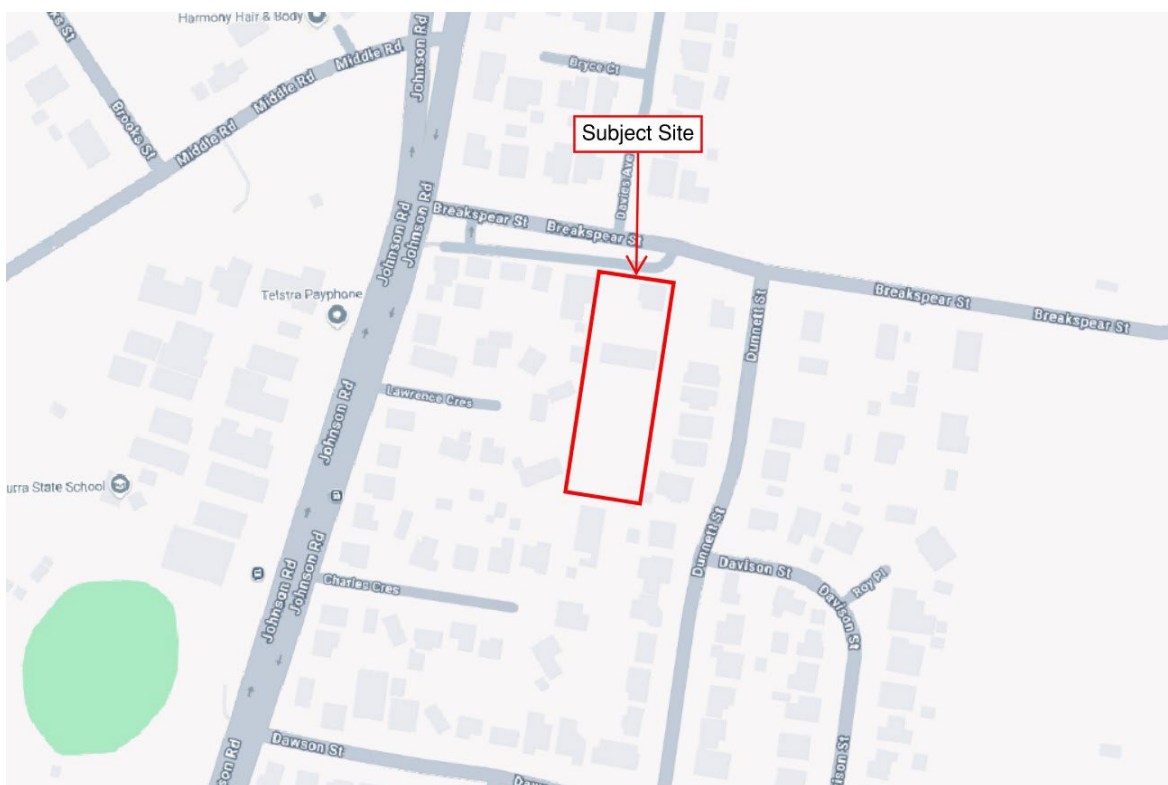 Harmony Hair & Body
Johnson Rd
Middle Rd
Middle Rd
Middle Rd
Brooke St
Bryce Ct
Subject Site
Davies Ave
Johnson Rd
Johnson Rd
Breakspear St
Breakspear St
Breakspear St
Breakspear St
Telstra Payphone
Dunnett St
Lawrence Cres
Johnson Rd
State School
Johnson Rd
Johnson Rd
Dunnett St
Davison St
Roy Pl
Davison St
Charles Cres
Dawson St